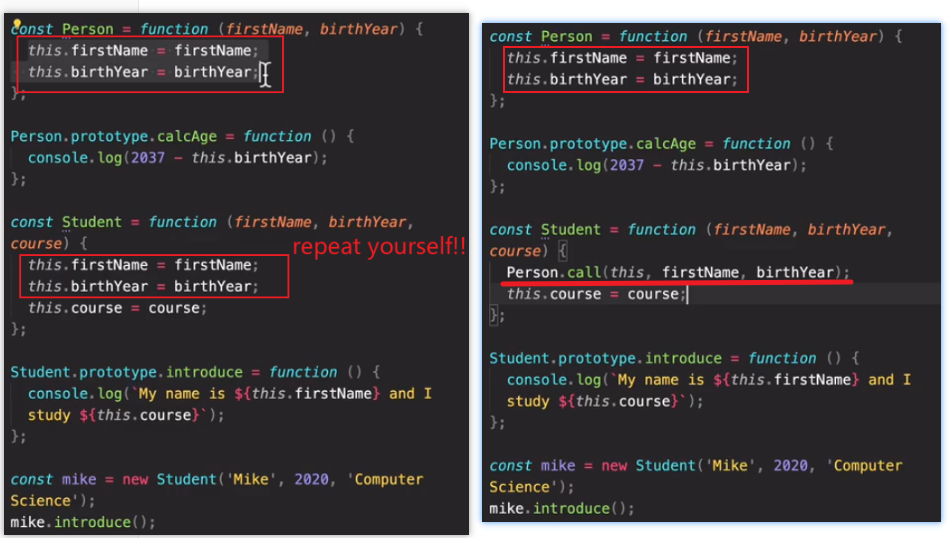 const Person = function (firstName, birthYear) {
  this.firstName = firstName;
  this.birthYear = birthYear;
};

Person.prototype.calcAge = function () {
  console.log(2037 - this.birthYear);
};

const Student = function (firstName, birthYear,
course) {
repeat yourself!!
  this.firstName = firstName;
  this.birthYear = birthYear;
  this.course = course;
};

Student.prototype.introduce = function () {
  console.log(`My name is ${this.firstName} and I
  study ${this.course}`);
};

const mike = new Student('Mike', 2020, 'Computer
Science');
mike.introduce();

const Person = function (firstName, birthYear) {
  this.firstName = firstName;
  this.birthYear = birthYear;
};

Person.prototype.calcAge = function () {
  console.log(2037 - this.birthYear);
};

const Student = function (firstName, birthYear,
course) {
  Person.call(this, firstName, birthYear);
  this.course = course;
};

Student.prototype.introduce = function () {
  console.log(`My name is ${this.firstName} and I
  study ${this.course}`);
};

const mike = new Student('Mike', 2020, 'Computer
Science');
mike.introduce();